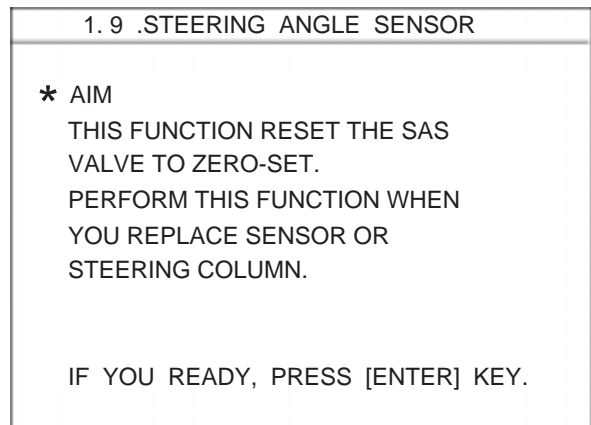 1. 9 .STEERING ANGLE SENSOR
* AIM
THIS FUNCTION RESET THE SAS
VALVE TO ZERO-SET.
PERFORM THIS FUNCTION WHEN
YOU REPLACE SENSOR OR
STEERING COLUMN.
IF YOU READY, PRESS [ENTER] KEY.